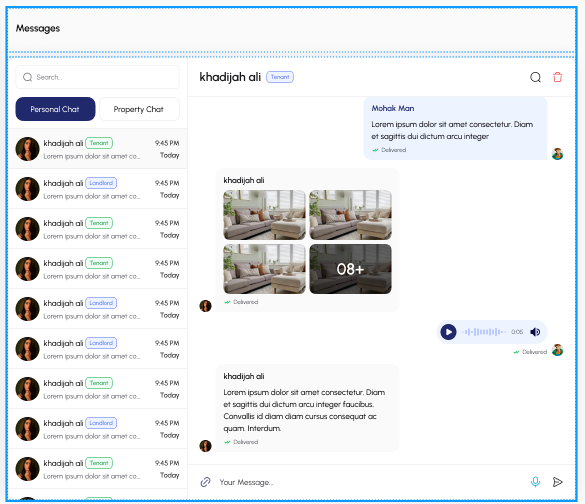 Messages
Search..
Personal Chat
Property Chat
khadijah ali Tenant 9:45 PM
Lorem ipsum dolor sit amet co... Today
khadijah ali Landlord 9:45 PM
Lorem ipsum dolor sit amet co... Today
khadijah ali Tenant 9:45 PM
Lorem ipsum dolor sit amet co... Today
khadijah ali Tenant 9:45 PM
Lorem ipsum dolor sit amet co... Today
khadijah ali Landlord 9:45 PM
Lorem ipsum dolor sit amet co... Today
khadijah ali Landlord 9:45 PM
Lorem ipsum dolor sit amet co... Today
khadijah ali Tenant 9:45 PM
Lorem ipsum dolor sit amet co... Today
khadijah ali Landlord 9:45 PM
Lorem ipsum dolor sit amet co... Today
khadijah ali Tenant 9:45 PM
Lorem ipsum dolor sit amet co... Today
khadijah ali Tenant
Mohak Man
Lorem ipsum dolor sit amet consectetur. Diam
et sagittis dui dictum arcu integer
Delivered
khadijah ali
08+
Delivered
0:05
Delivered
khadijah ali
Lorem ipsum dolor sit amet consectetur. Diam
et sagittis dui dictum arcu integer faucibus.
Convallis id diam diam cursus consequat ac
quam. Interdum.
Delivered
Your Message...